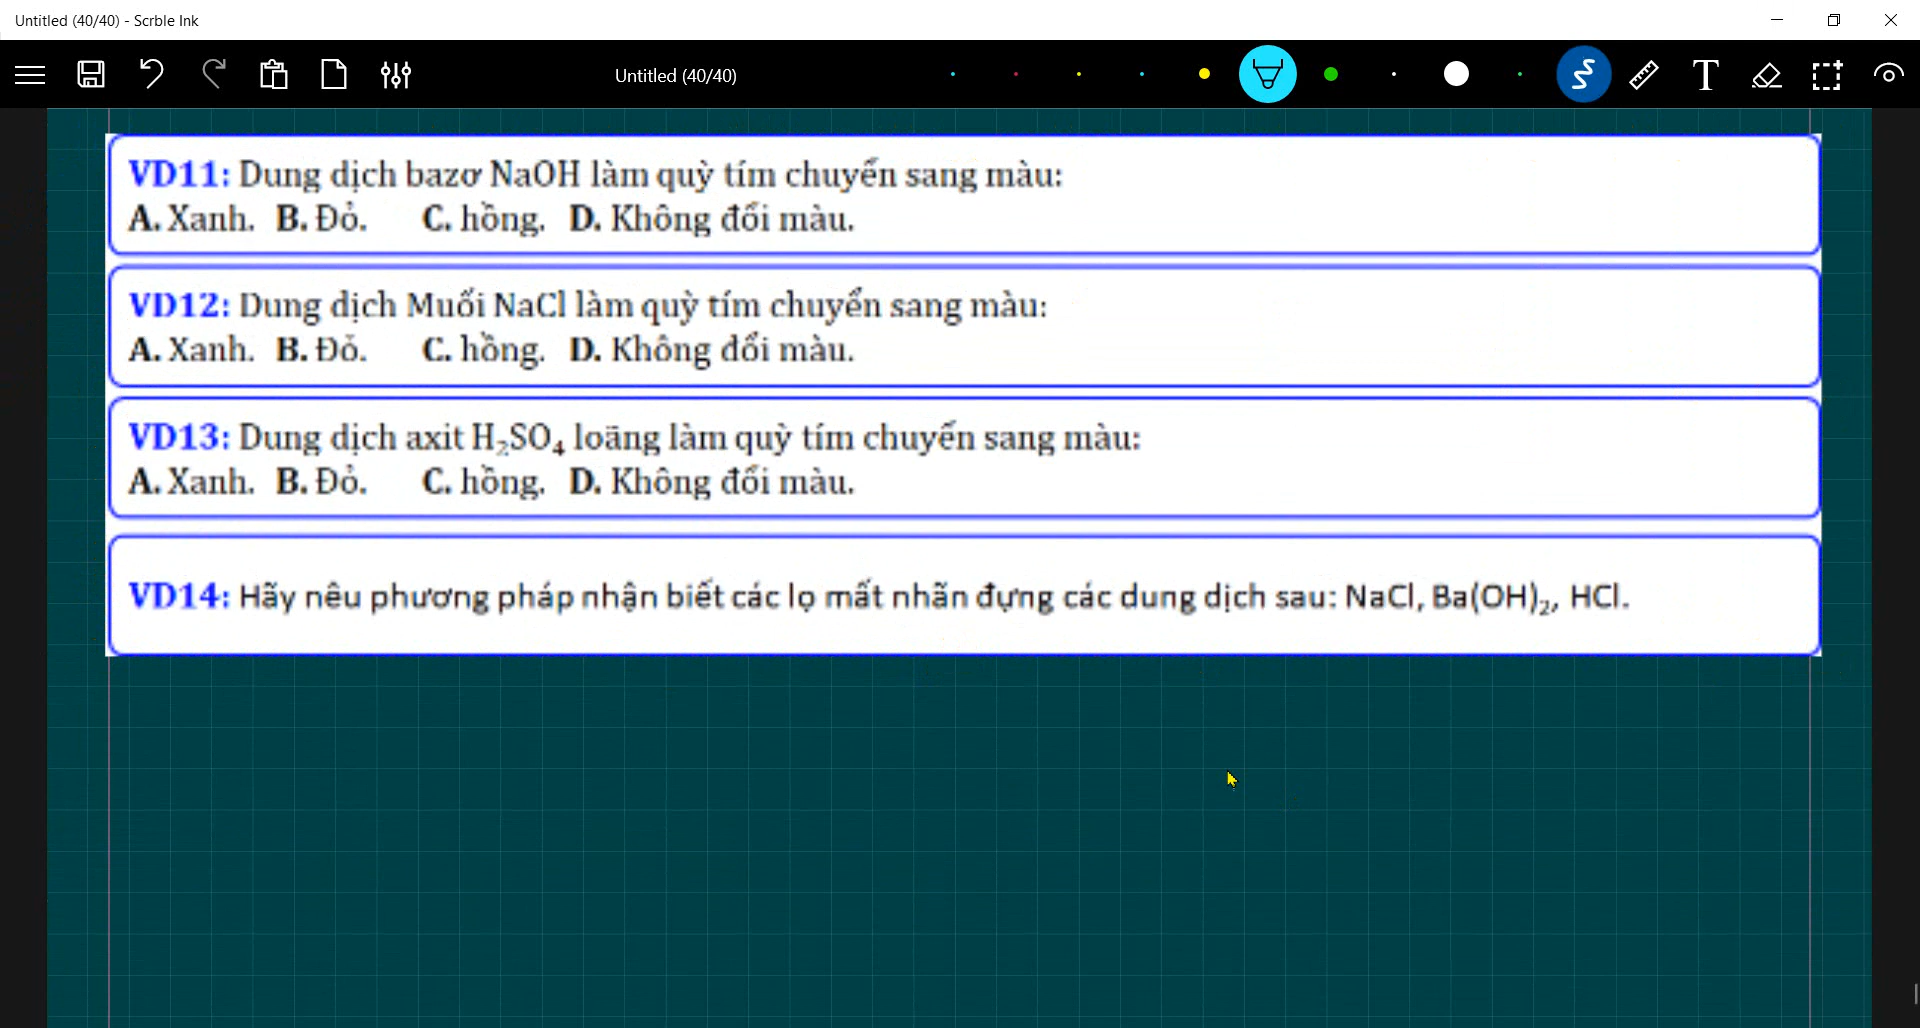 Untitled (40/40) - Scrble Ink
Untitled (40/40)
VD11: Dung dịch bazơ NaOH làm quỳ tím chuyển sang màu:
A. Xanh. B. Đỏ. C. hồng. D. Không đổi màu.
VD12: Dung dịch Muối NaCl làm quỳ tím chuyển sang màu:
A. Xanh. B. Đỏ. C. hồng. D. Không đổi màu.
VD13: Dung dịch axit H₂SO₄ loãng làm quỳ tím chuyển sang màu:
A. Xanh. B. Đỏ. C. hồng. D. Không đổi màu.
VD14: Hãy nêu phương pháp nhận biết các lọ mất nhãn đựng các dung dịch sau: NaCl, Ba(OH)₂, HCl.